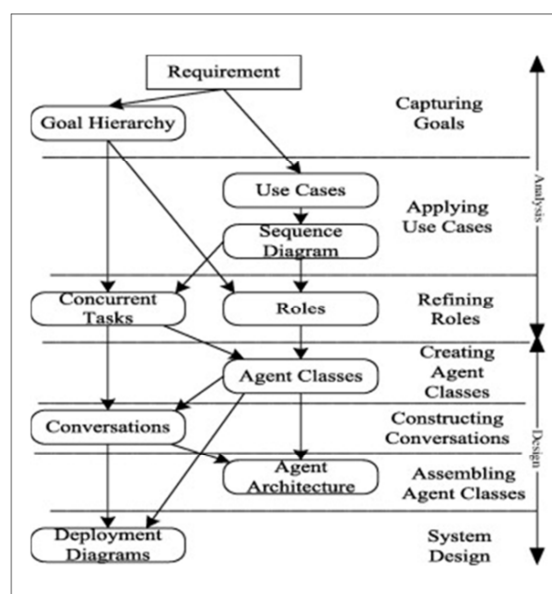 Requirement
Goal Hierarchy
Capturing
Goals
Use Cases
Applying
Use Cases
Sequence
Diagram
Analysis
Concurrent
Tasks
Roles
Refining
Roles
Agent Classes
Creating
Agent
Classes
Conversations
Constructing
Conversations
Design
Agent
Architecture
Assembling
Agent Classes
Deployment
Diagrams
System
Design